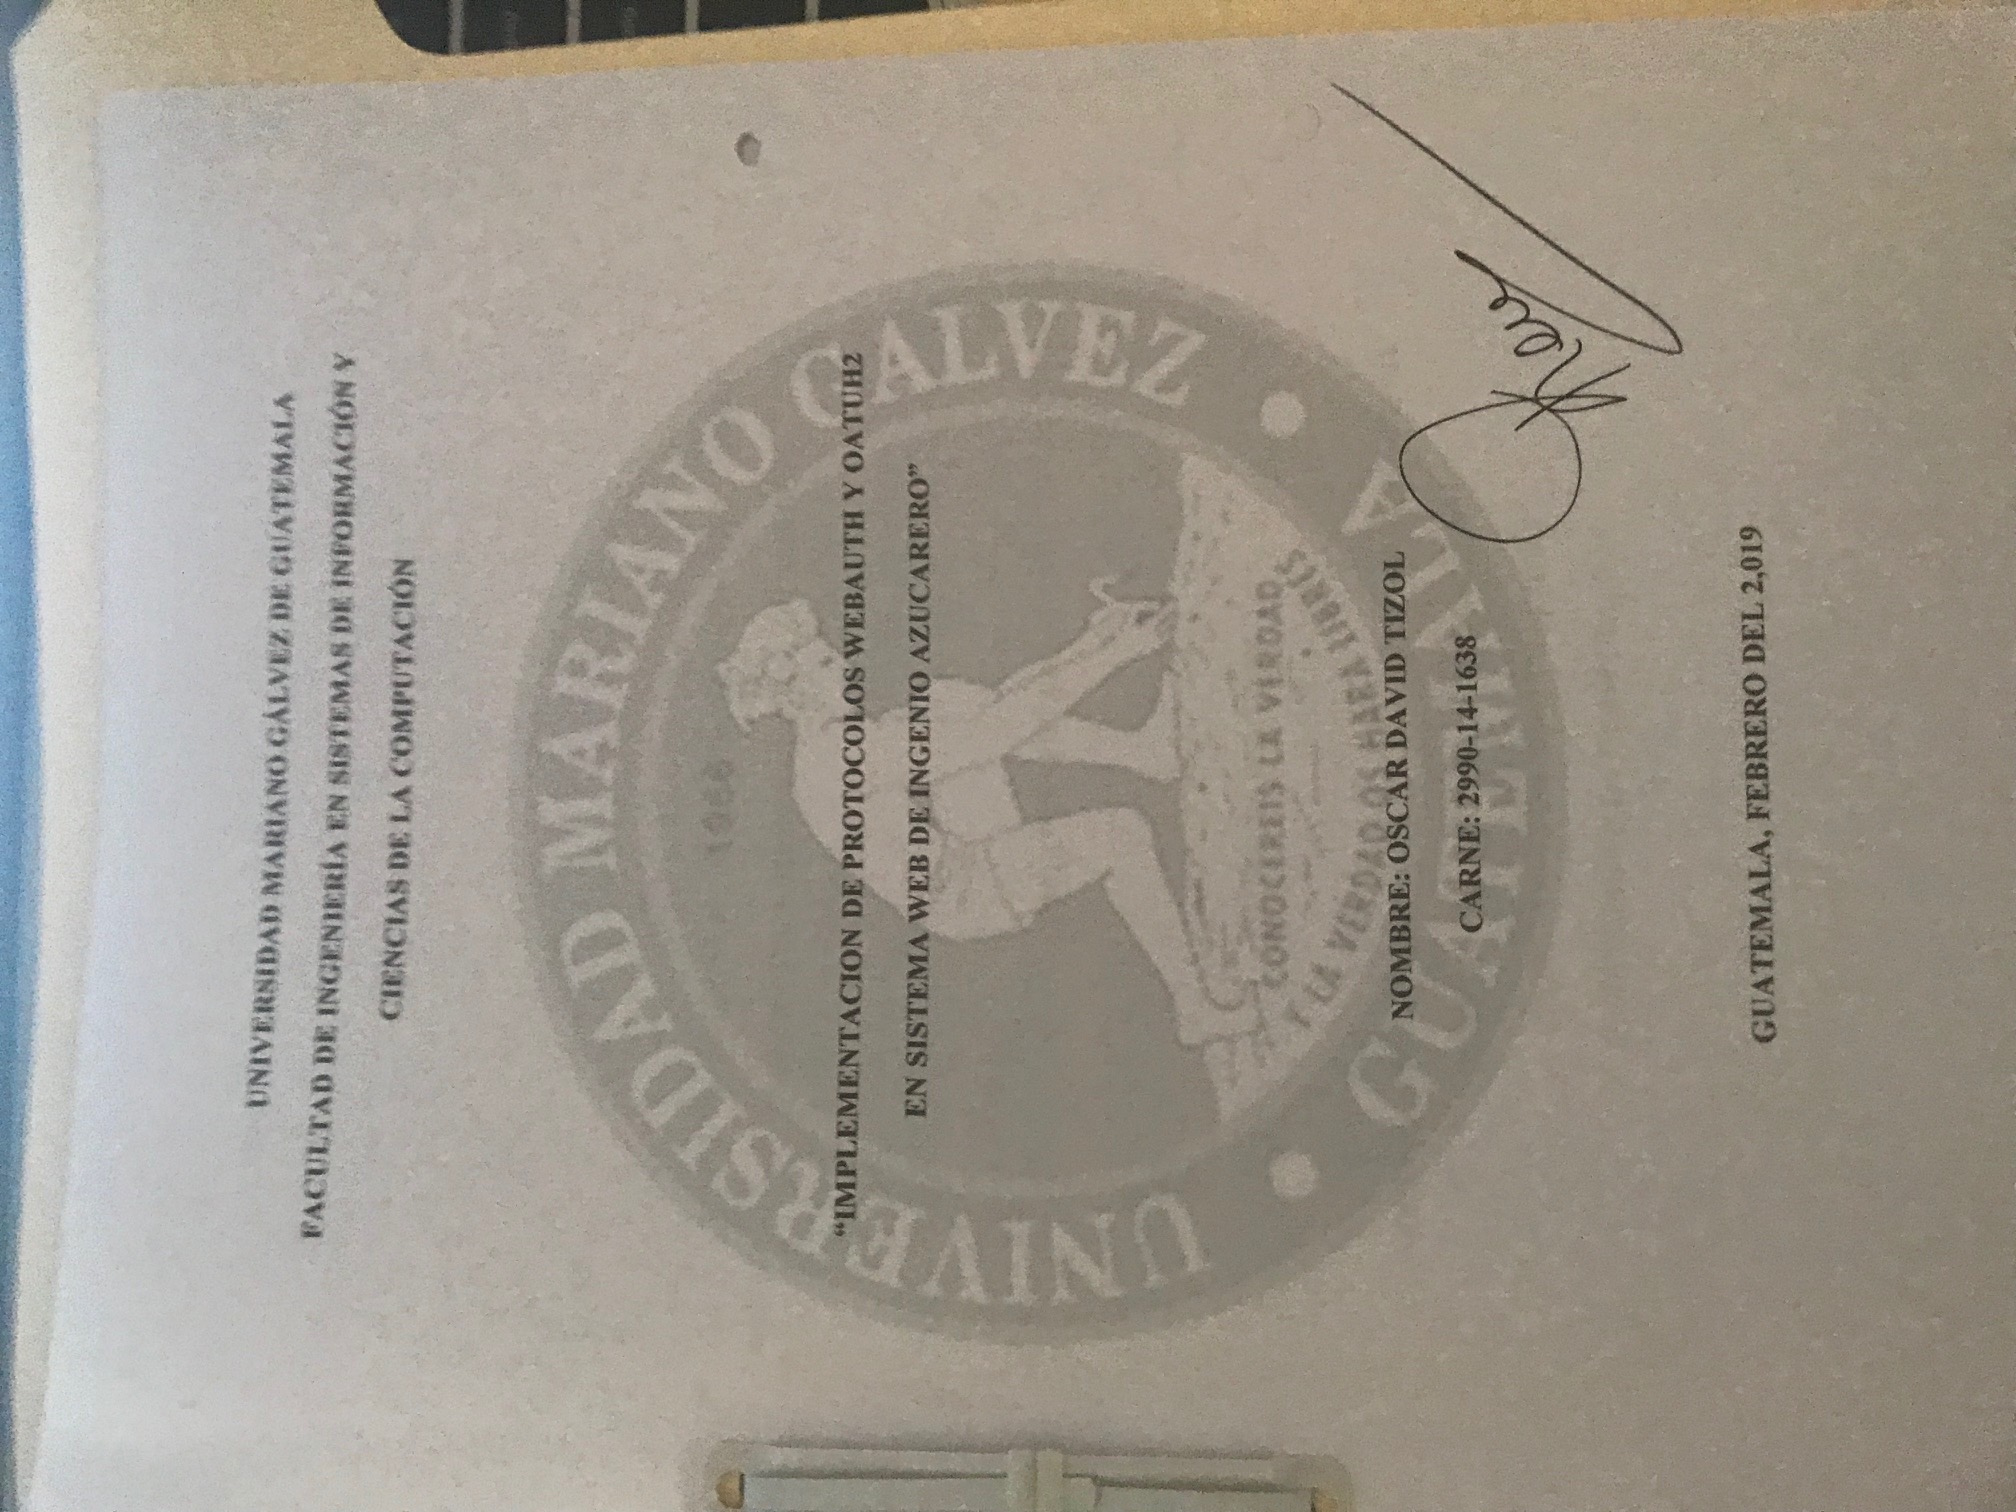 UNIVERSIDAD MARIANO GÁLVEZ DE GUATEMALA
FACULTAD DE INGENIERÍA EN SISTEMAS DE INFORMACIÓN Y
CIENCIAS DE LA COMPUTACIÓN
UNIVERSIDAD MARIANO GALVEZ
1966
“IMPLEMENTACION DE PROTOCOLOS WEBAUTH Y OATUH2
EN SISTEMA WEB DE INGENIO AZUCARERO”
CONOCEREIS LA VERDAD
Y LA VERDAD OS HARA LIBRES
GUATEMALA
NOMBRE: OSCAR DAVID TIZOL
CARNE: 2990-14-1638
GUATEMALA, FEBRERO DEL 2,019